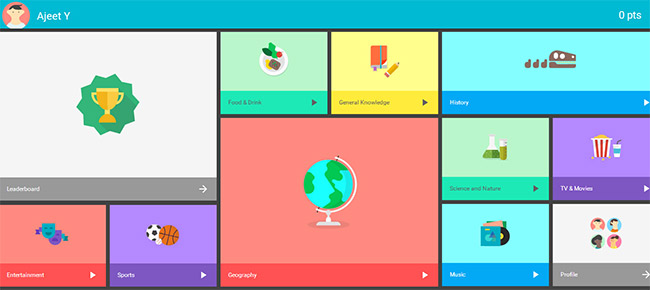 Ajeet Y
0 pts
Food & Drink
General Knowledge
History
Leaderboard
Science and Nature
TV & Movies
Entertainment
Sports
Geography
Music
Profile